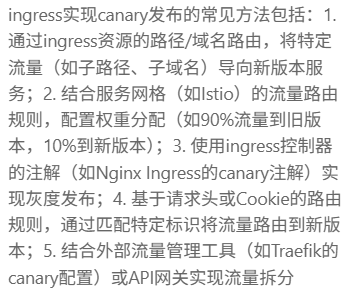 ingress实现canary发布的常见方法包括：1.
通过ingress资源的路径/域名路由，将特定
流量（如子路径、子域名）导向新版本服
务；2. 结合服务网格（如Istio）的流量路由
规则，配置权重分配（如90%流量到旧版
本，10%到新版本）；3. 使用ingress控制器
的注解（如Nginx Ingress的canary注解）实
现灰度发布；4. 基于请求头或Cookie的路由
规则，通过匹配特定标识将流量路由到新版
本；5. 结合外部流量管理工具（如Traefik的
canary配置）或API网关实现流量拆分